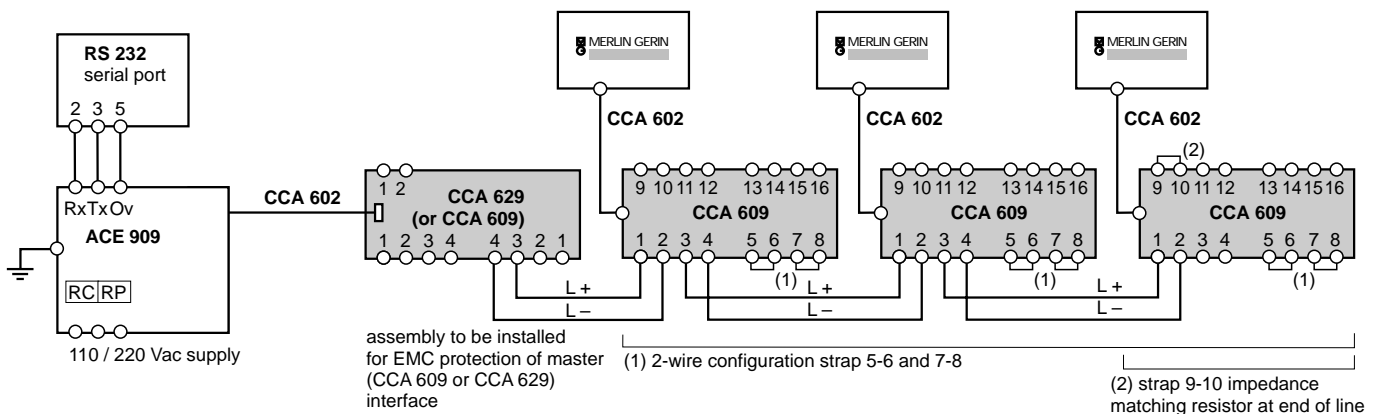 RS 232
serial port
2 3 5
RxTxOv
ACE 909
RC RP
110 / 220 Vac supply
CCA 602
1 2
CCA 629
(or CCA 609)
1 2 3 4 4 3 2 1
L +
L –
assembly to be installed
for EMC protection of master
(CCA 609 or CCA 629)
interface
MERLIN GERIN
CCA 602
9 10 11 12 13 14 15 16
CCA 609
1 2 3 4 5 6 7 8
(1)
L +
L –
MERLIN GERIN
CCA 602
9 10 11 12 13 14 15 16
CCA 609
1 2 3 4 5 6 7 8
(1)
L +
L –
MERLIN GERIN
CCA 602
(2)
9 10 11 12 13 14 15 16
CCA 609
1 2 3 4 5 6 7 8
(1)
(1) 2-wire configuration strap 5-6 and 7-8
(2) strap 9-10 impedance
matching resistor at end of line